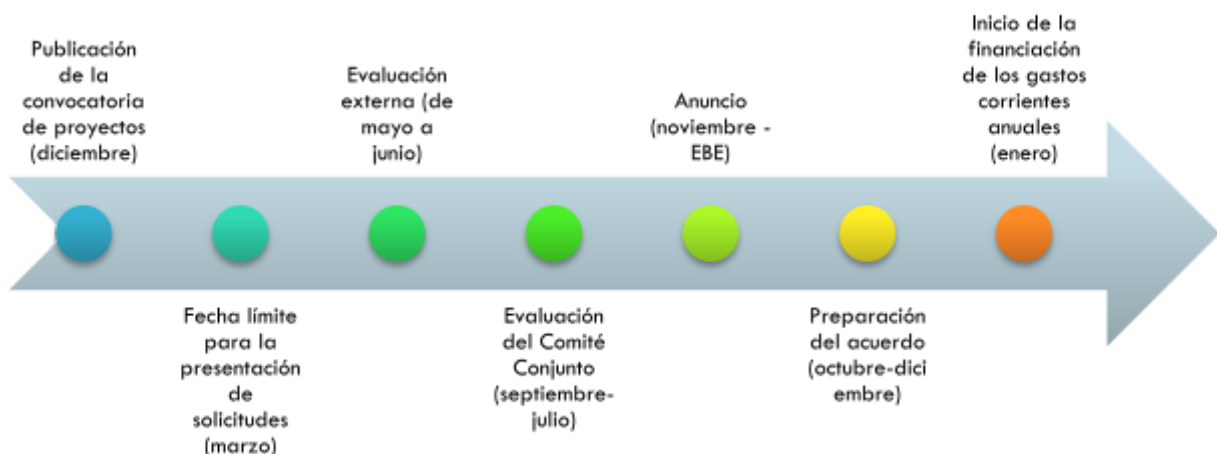 Publicación
de la
convocatoria
de proyectos
(diciembre)
Fecha límite
para la
presentación
de
solicitudes
(marzo)
Evaluación
externa (de
mayo a
junio)
Evaluación
del Comité
Conjunto
(septiembre-
julio)
Anuncio
(noviembre -
EBE)
Preparación
del acuerdo
(octubre-dici
embre)
Inicio de la
financiación
de los gastos
corrientes
anuales
(enero)